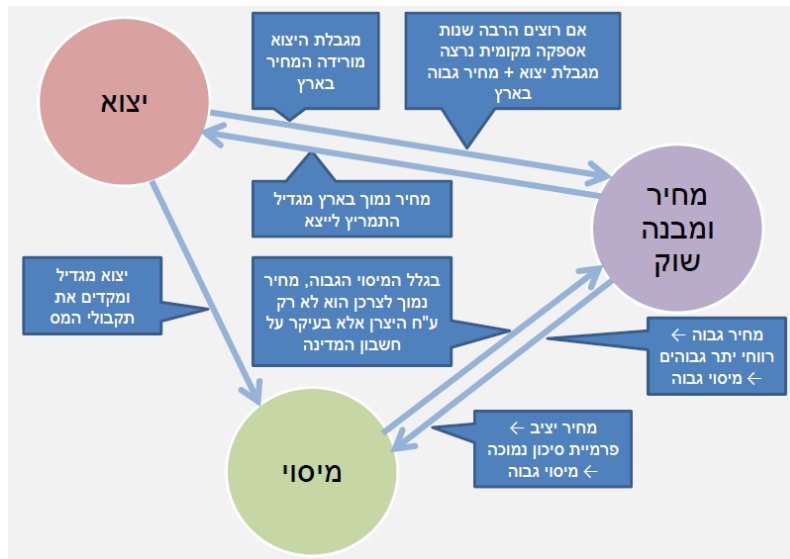 יצוא
מגבלת היצוא
מורידה המחיר
בארץ
אם רוצים הרבה שנות
אספקה מקומית נרצה
מגבלת יצוא + מחיר גבוה
בארץ
מחיר
ומבנה
שוק
מחיר נמוך בארץ מגדיל
התמריץ לייצא
יצוא מגדיל
ומקדים את
תקבולי המס
בגלל המיסוי הגבוה, מחיר
נמוך לצרכן הוא לא רק
ע"ח היצרן אלא בעיקר על
חשבון המדינה
מחיר גבוה ←
רווחי יתר גבוהים
← מיסוי גבוה
מחיר יציב ←
פרמיית סיכון נמוכה
← מיסוי גבוה
מיסוי